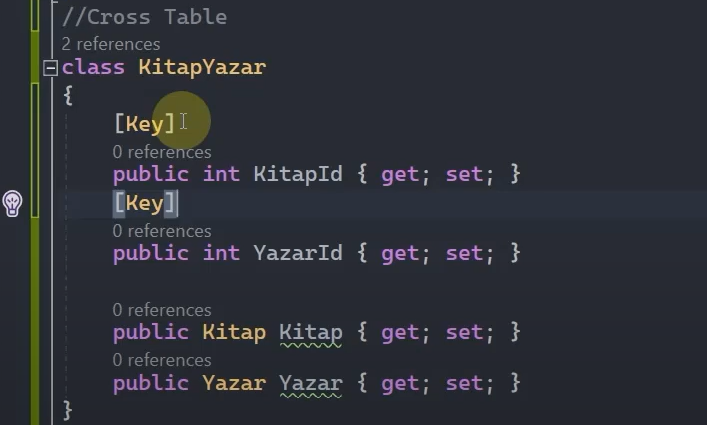 //Cross Table
2 references
class KitapYazar
{
[Key]
0 references
public int KitapId { get; set; }
[Key]
0 references
public int YazarId { get; set; }
0 references
public Kitap Kitap { get; set; }
0 references
public Yazar Yazar { get; set; }
}